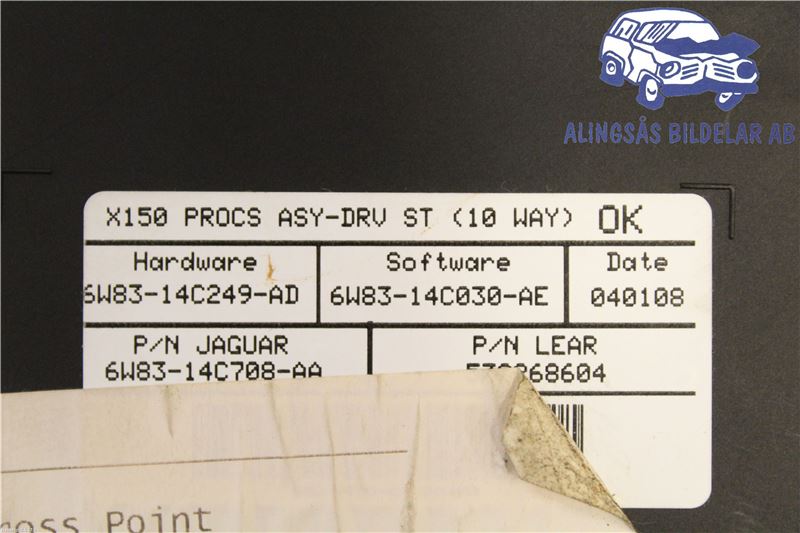 ALINGSÅS BILDELAR AB
X150 PROCS ASY-DRV ST (10 WAY) OK
Hardware Software Date
6W83-14C249-AD 6W83-14C030-AE 040108
P/N JAGUAR P/N LEAR
6W83-14C708-AA
Point